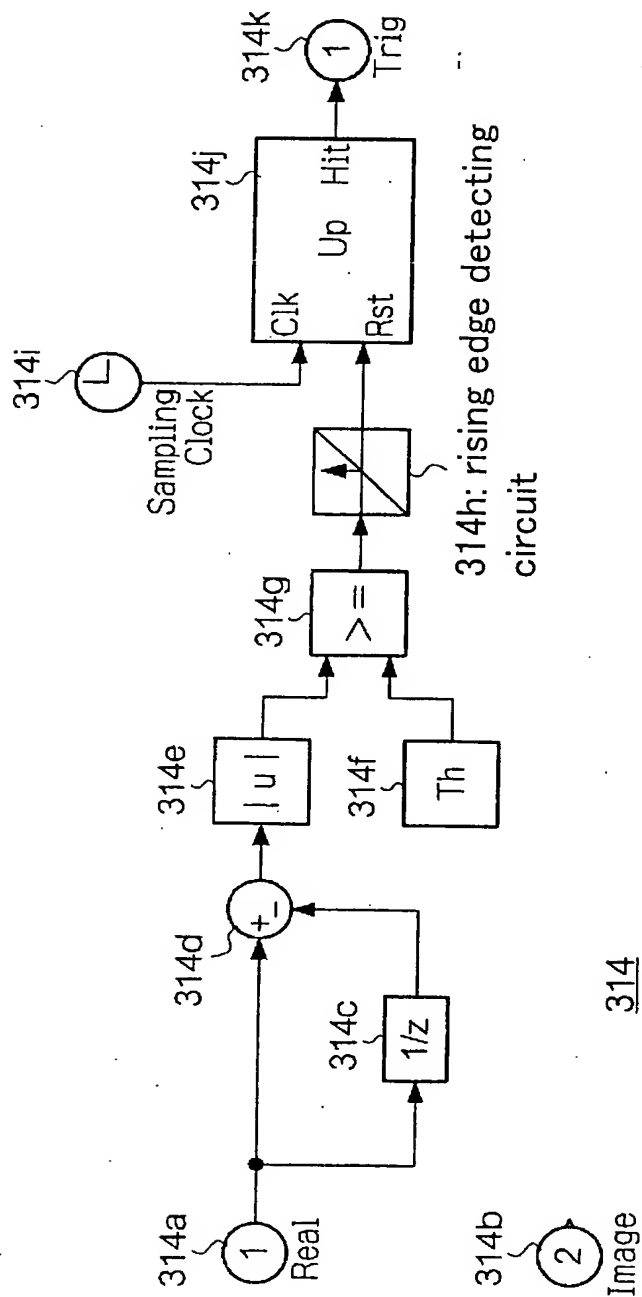 314a
1
Real
314b
2
Image
314c
1/z
314d
+
−
314e
|u|
314f
Th
314g
>=
314h: rising edge detecting
circuit
314i
Sampling
Clock
314j
Clk
Rst
Up
Hit
314k
1
Trig
314